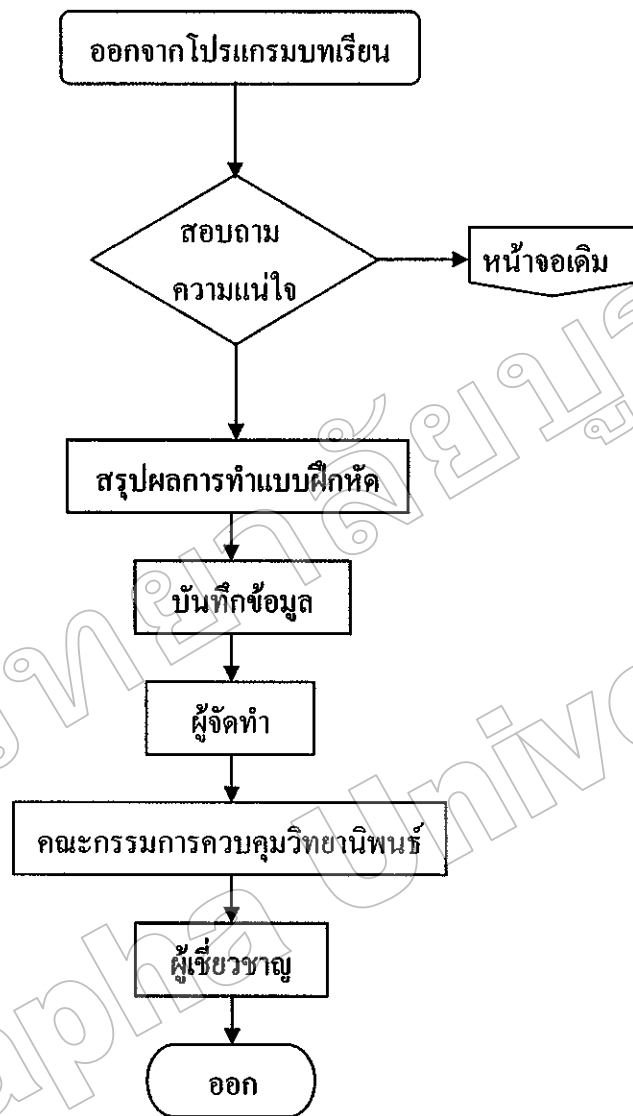 ออกจากโปรแกรมบทเรียน
สอบถาม
ความแน่ใจ
หน้าจอเดิม
สรุปผลการทำแบบฝึกหัด
บันทึกข้อมูล
ผู้จัดทำ
คณะกรรมการควบคุมวิทยานิพนธ์
ผู้เชี่ยวชาญ
ออก